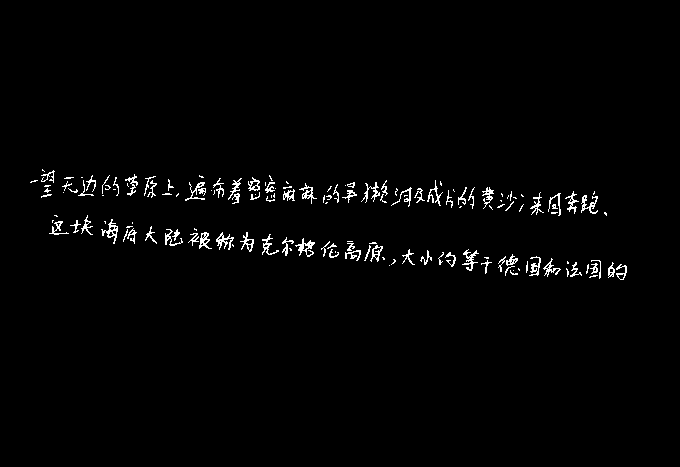 一望无边的草原上,遍布着密密麻麻的旱獭洞及成片的黄沙;来回奔跑、
这块海底大陆被称为克尔格伦高原,大小约等于德国和法国的